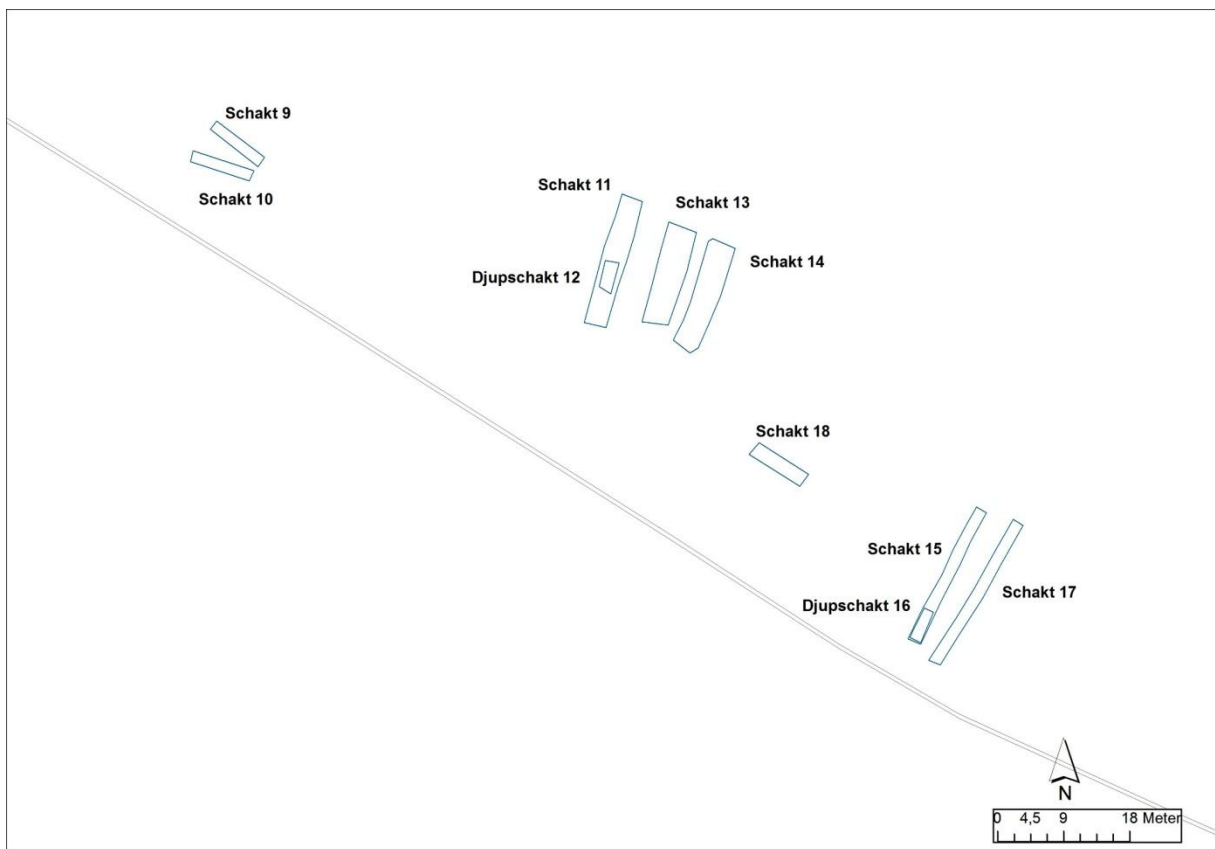 Schakt 9
Schakt 10
Schakt 11
Schakt 13
Schakt 14
Djupschakt 12
Schakt 18
Schakt 15
Schakt 17
Djupschakt 16
N
0 4,5 9 18 Meter